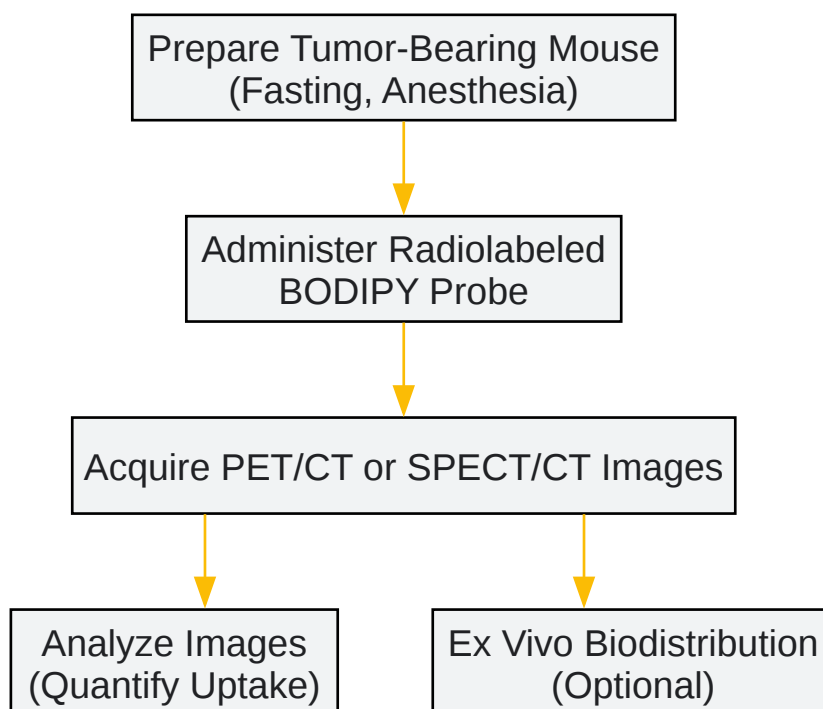 Prepare Tumor-Bearing Mouse
(Fasting, Anesthesia)
Administer Radiolabeled
BODIPY Probe
Acquire PET/CT or SPECT/CT Images
Analyze Images
(Quantify Uptake)
Ex Vivo Biodistribution
(Optional)